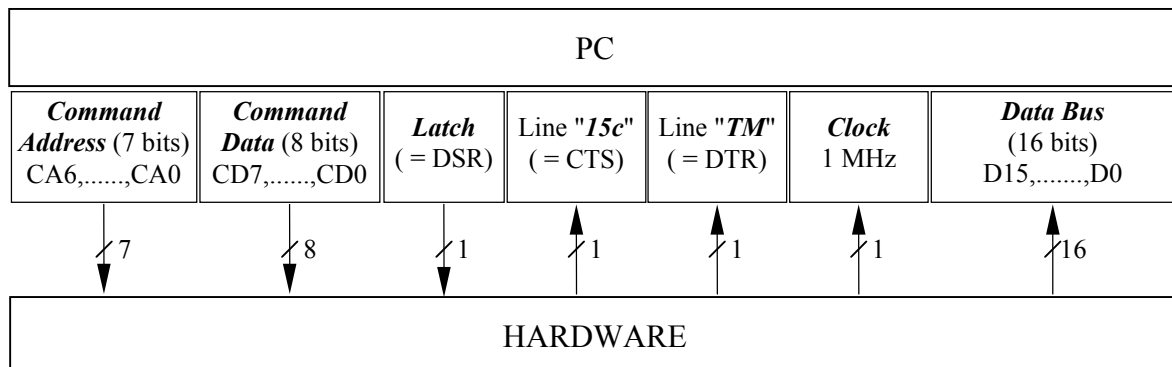 PC
Command
Address (7 bits)
CA6,......,CA0
Command
Data (8 bits)
CD7,......,CD0
Latch
( = DSR)
Line "15c"
(= CTS)
Line "TM"
(= DTR)
Clock
1 MHz
Data Bus
(16 bits)
D15,.......,D0
7
8
1
1
1
1
16
HARDWARE